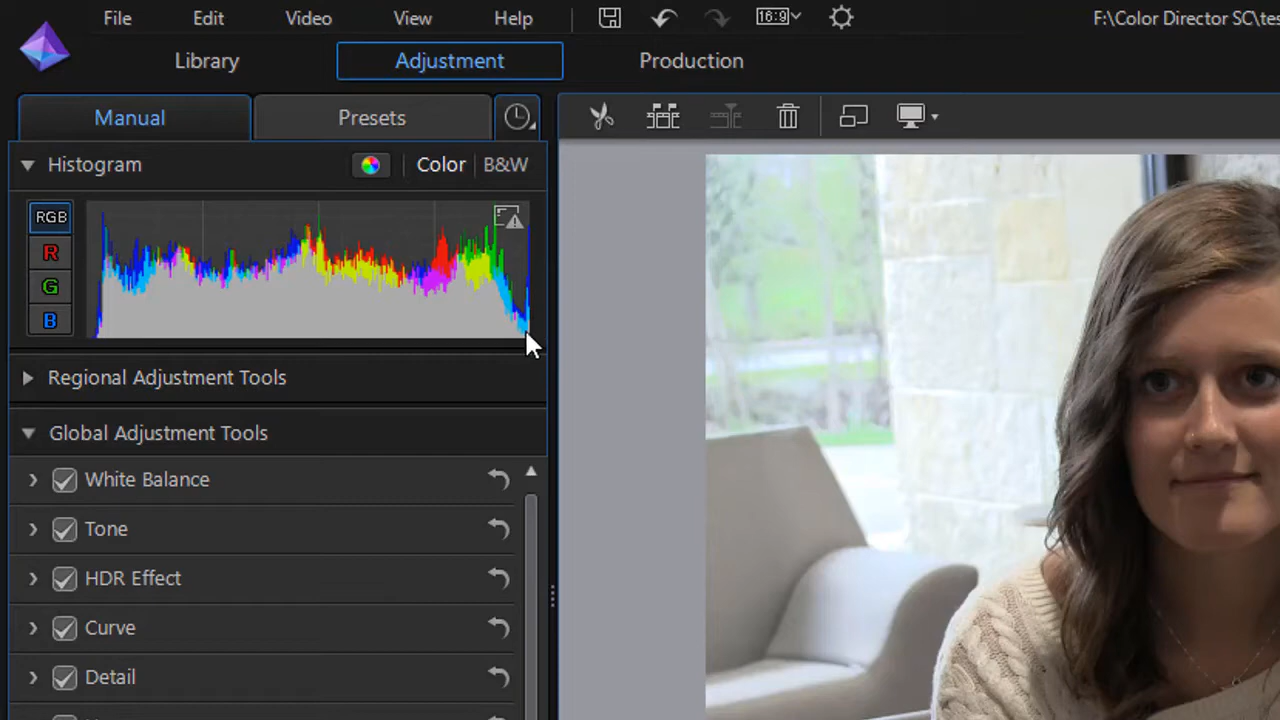 File Edit Video View Help 16:9 F:\Color Director SC\tes
Library Adjustment Production
Manual Presets
Histogram Color B&W
RGB
R
G
B
Regional Adjustment Tools
Global Adjustment Tools
White Balance
Tone
HDR Effect
Curve
Detail